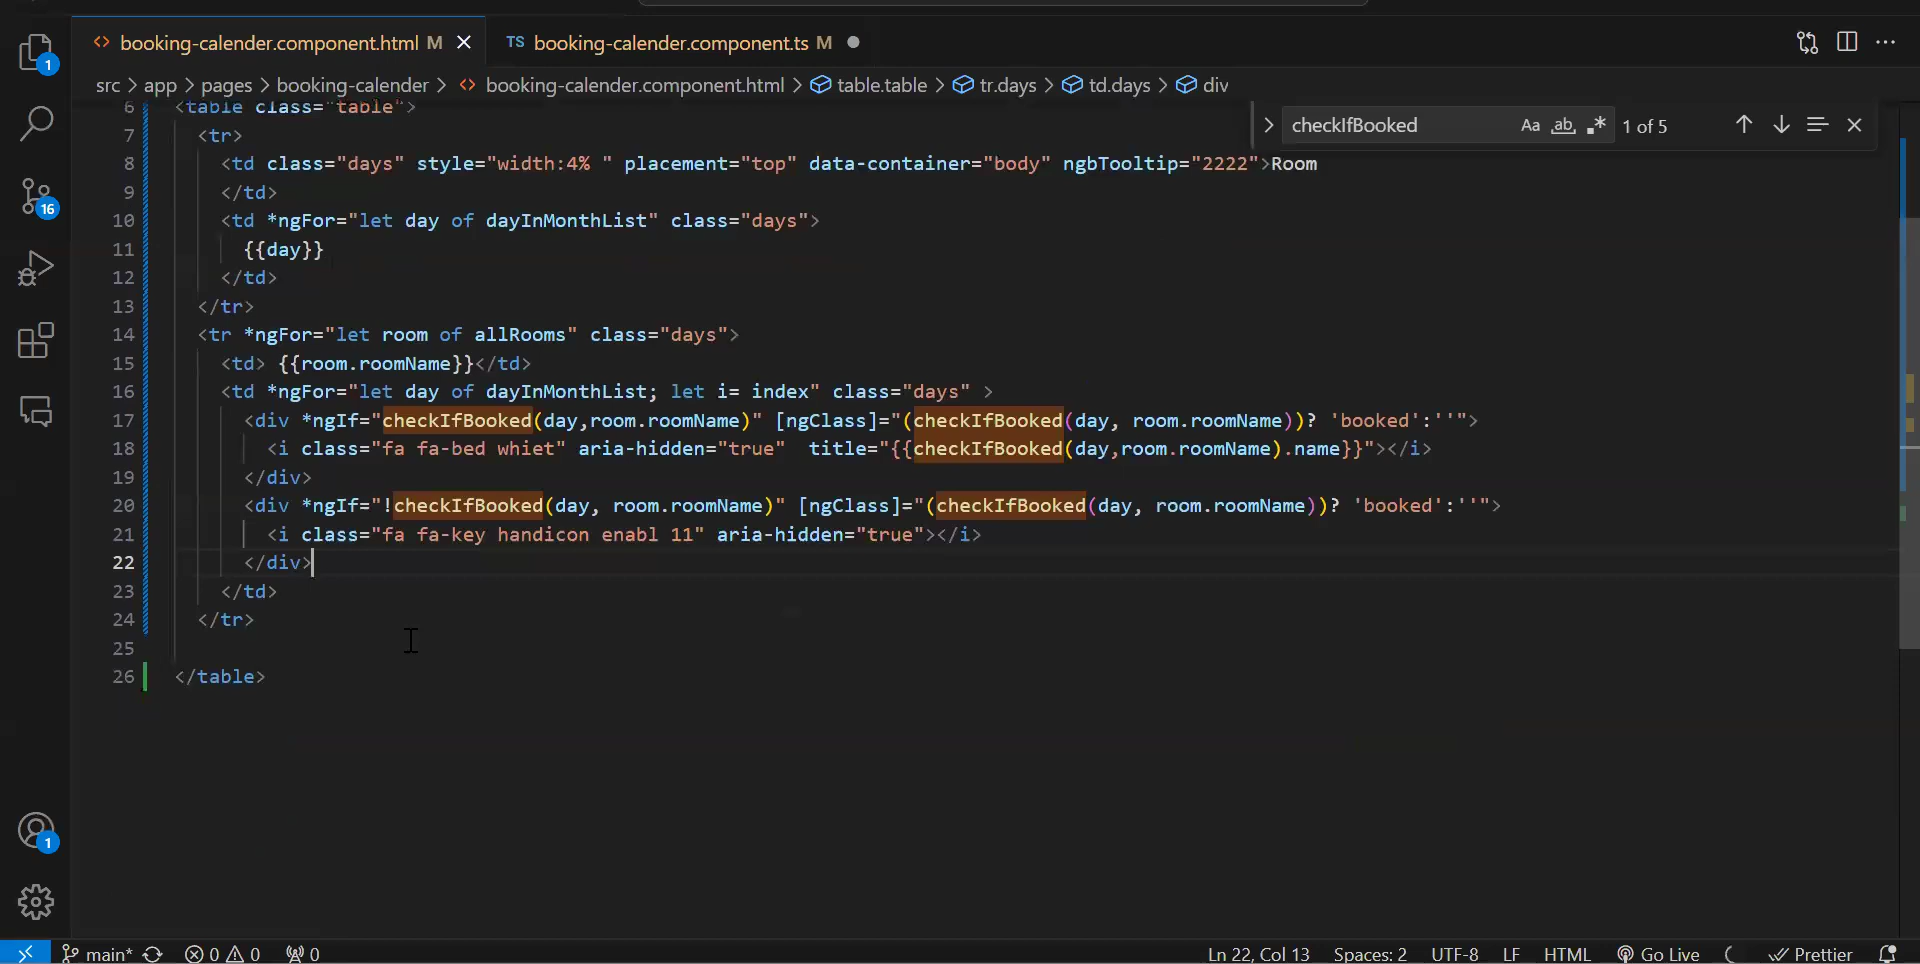 booking-calender.component.html M
TS booking-calender.component.ts M
src > app > pages > booking-calender > booking-calender.component.html > table.table > tr.days > td.days > div
checkIfBooked Aa ab .* 1 of 5
6 <table class="table">
7 <tr>
8 <td class="days" style="width:4% " placement="top" data-container="body" ngbTooltip="2222">Room
9 </td>
10 <td *ngFor="let day of dayInMonthList" class="days">
11 {{day}}
12 </td>
13 </tr>
14 <tr *ngFor="let room of allRooms" class="days">
15 <td> {{room.roomName}}</td>
16 <td *ngFor="let day of dayInMonthList; let i= index" class="days" >
17 <div *ngIf="checkIfBooked(day,room.roomName)" [ngClass]="(checkIfBooked(day, room.roomName))? 'booked':''">
18 <i class="fa fa-bed whiet" aria-hidden="true"  title="{{checkIfBooked(day,room.roomName).name}}"></i>
19 </div>
20 <div *ngIf="!checkIfBooked(day, room.roomName)" [ngClass]="(checkIfBooked(day, room.roomName))? 'booked':''">
21 <i class="fa fa-key handicon enabl 11" aria-hidden="true"></i>
22 </div>
23 </td>
24 </tr>
25
26 </table>
1
16
1
main* 0 0 0 Ln 22, Col 13 Spaces: 2 UTF-8 LF HTML Go Live Prettier